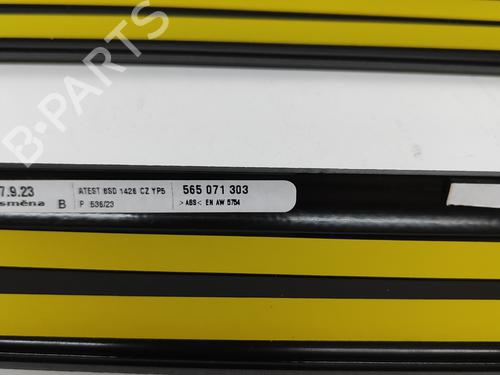 B-PARTS
7.9.23 ATEST 8SD 1426 CZ YP5 565 071 303
směna B P 536/23 >ABS< EN AW 5754